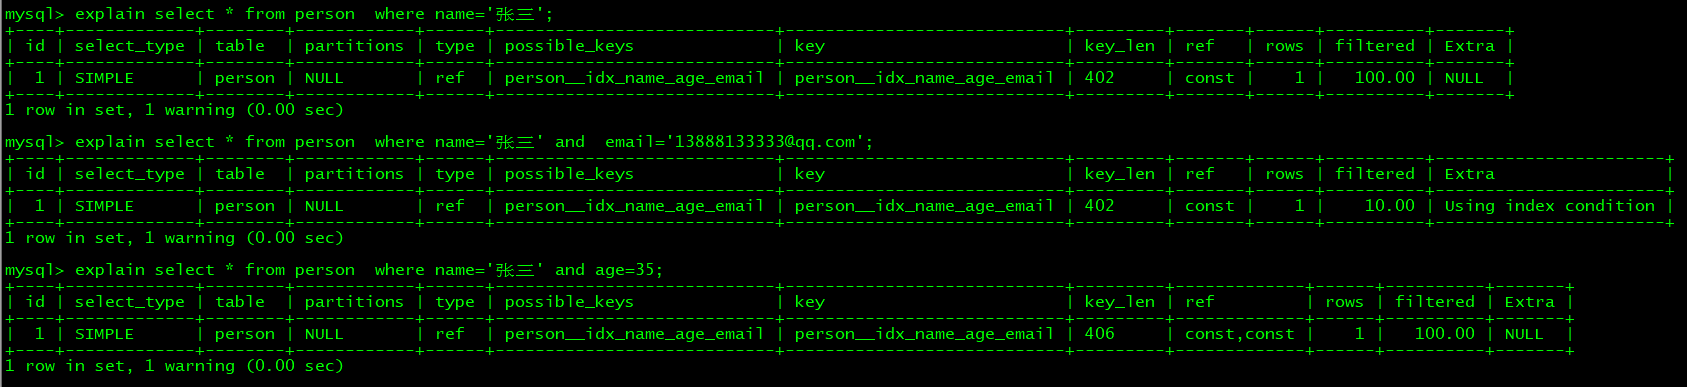 mysql> explain select * from person  where name='张三';
+----+-------------+--------+------------+------+---------------------------+---------------------------+---------+-------+------+----------+-------+
| id | select_type | table  | partitions | type | possible_keys             | key                       | key_len | ref   | rows | filtered | Extra |
+----+-------------+--------+------------+------+---------------------------+---------------------------+---------+-------+------+----------+-------+
|  1 | SIMPLE      | person | NULL       | ref  | person__idx_name_age_email | person__idx_name_age_email | 402     | const |    1 |   100.00 | NULL  |
+----+-------------+--------+------------+------+---------------------------+---------------------------+---------+-------+------+----------+-------+
1 row in set, 1 warning (0.00 sec)
mysql> explain select * from person  where name='张三' and  email='13888133333@qq.com';
+----+-------------+--------+------------+------+---------------------------+---------------------------+---------+-------+------+----------+-----------------------+
| id | select_type | table  | partitions | type | possible_keys             | key                       | key_len | ref   | rows | filtered | Extra                 |
+----+-------------+--------+------------+------+---------------------------+---------------------------+---------+-------+------+----------+-----------------------+
|  1 | SIMPLE      | person | NULL       | ref  | person__idx_name_age_email | person__idx_name_age_email | 402     | const |    1 |    10.00 | Using index condition |
+----+-------------+--------+------------+------+---------------------------+---------------------------+---------+-------+------+----------+-----------------------+
1 row in set, 1 warning (0.00 sec)
mysql> explain select * from person  where name='张三' and age=35;
+----+-------------+--------+------------+------+---------------------------+---------------------------+---------+-------------+------+----------+-------+
| id | select_type | table  | partitions | type | possible_keys             | key                       | key_len | ref         | rows | filtered | Extra |
+----+-------------+--------+------------+------+---------------------------+---------------------------+---------+-------------+------+----------+-------+
|  1 | SIMPLE      | person | NULL       | ref  | person__idx_name_age_email | person__idx_name_age_email | 406     | const,const |    1 |   100.00 | NULL  |
+----+-------------+--------+------------+------+---------------------------+---------------------------+---------+-------------+------+----------+-------+
1 row in set, 1 warning (0.00 sec)